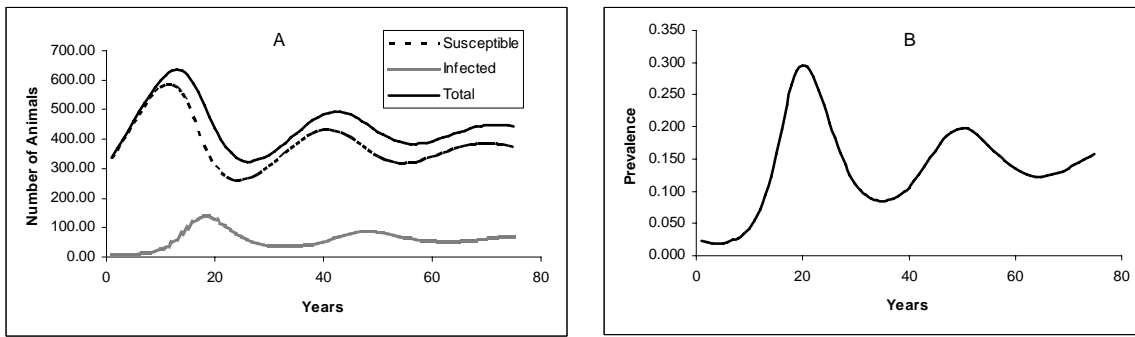 A
Susceptible
Infected
Total
700.00
600.00
500.00
400.00
300.00
200.00
100.00
0.00
0 20 40 60 80
Number of Animals
Years
B
0.350
0.300
0.250
0.200
0.150
0.100
0.050
0.000
0 20 40 60 80
Prevalence
Years